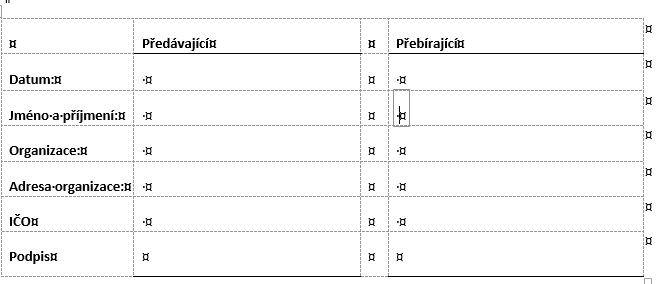 Předávající Přebírající
Datum:
Jméno a příjmení:
Organizace:
Adresa organizace:
IČO
Podpis